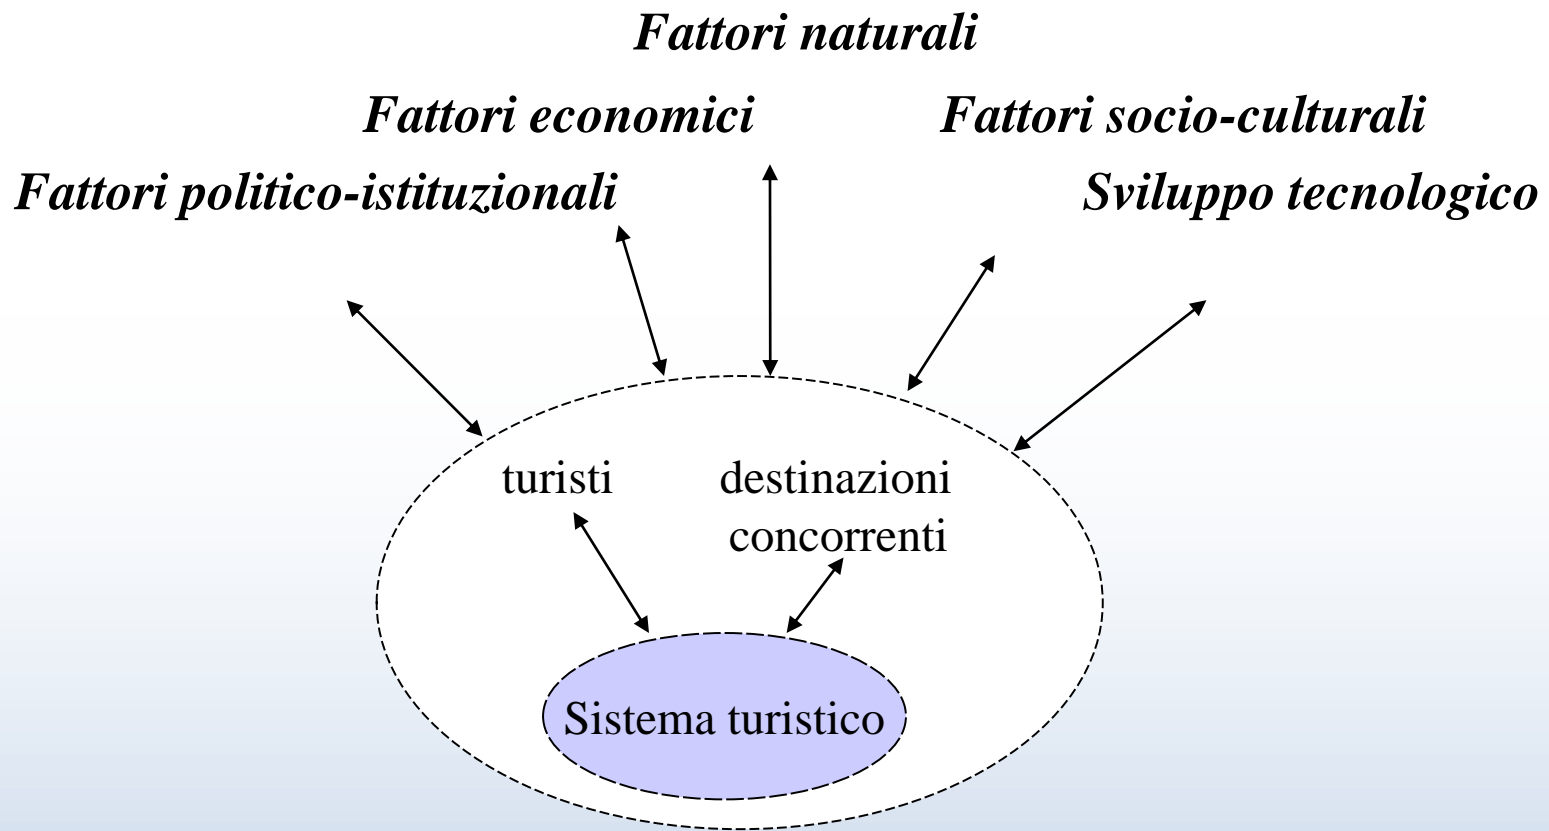 Fattori naturali
Fattori economici
Fattori socio-culturali
Fattori politico-istituzionali
Sviluppo tecnologico
turisti
destinazioni
concorrenti
Sistema turistico